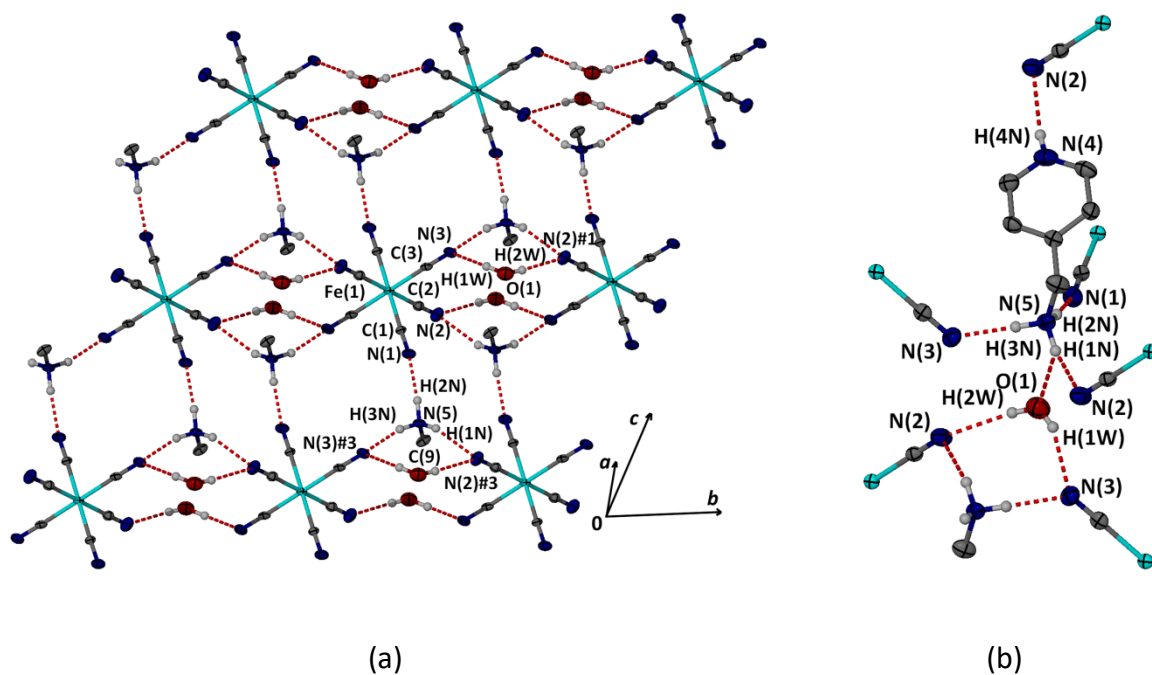 N(3)
N(2)#1
C(3)
H(2W)
H(1W)
Fe(1)
C(2)
O(1)
C(1)
N(2)
N(1)
H(2N)
H(3N)
N(5)
H(1N)
N(3)#3
C(9)
N(2)#3
c
a
b
0
(a)
N(2)
H(4N)
N(4)
N(5)
N(1)
H(2N)
N(3)
H(3N)
H(1N)
O(1)
H(2W)
N(2)
N(2)
H(1W)
N(3)
(b)